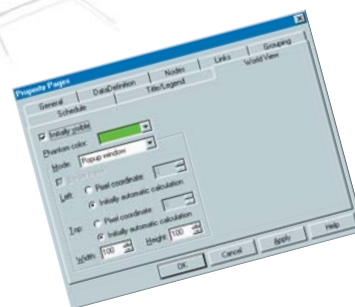 Property Pages
General DataDefinition Nodes Links Grouping
Schedule Title/Legend World View
Initially visible
Phantom color:
Mode: Popup window
Left: Pixel coordinate
Initially automatic calculation
Top: Pixel coordinate
Initially automatic calculation
Width: 100 Height: 100
OK Cancel Apply Help